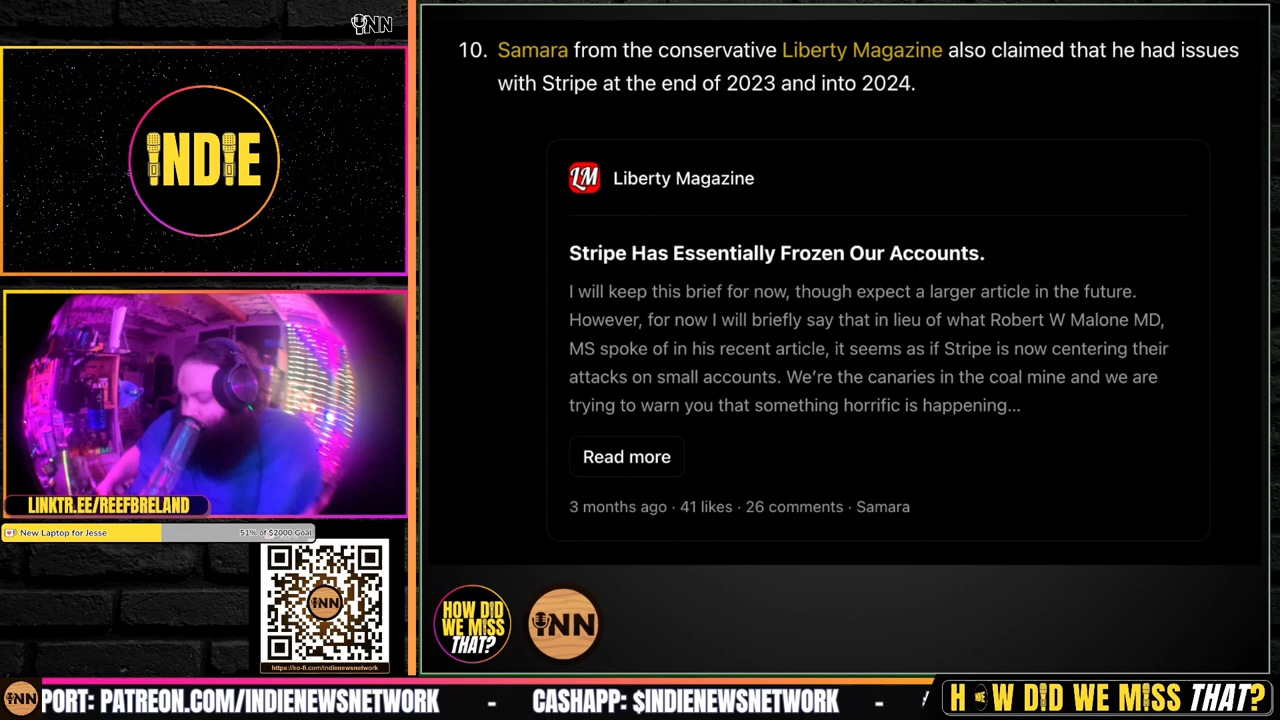 INN
INDIE
LINKTR.EE/REEFBRELAND
New Laptop for Jesse
51% of $2000 Goal
INN
https://ko-fi.com/indienewsnetwork
10. Samara from the conservative Liberty Magazine also claimed that he had issues
with Stripe at the end of 2023 and into 2024.
LM
Liberty Magazine
Stripe Has Essentially Frozen Our Accounts.
I will keep this brief for now, though expect a larger article in the future.
However, for now I will briefly say that in lieu of what Robert W Malone MD,
MS spoke of in his recent article, it seems as if Stripe is now centering their
attacks on small accounts. We’re the canaries in the coal mine and we are
trying to warn you that something horrific is happening...
Read more
3 months ago · 41 likes · 26 comments · Samara
HOW DID
WE MISS
THAT?
INN
INN
PORT: PATREON.COM/INDIENEWSNETWORK - CASHAPP: $INDIENEWSNETWORK -
HOW DID WE MISS THAT?